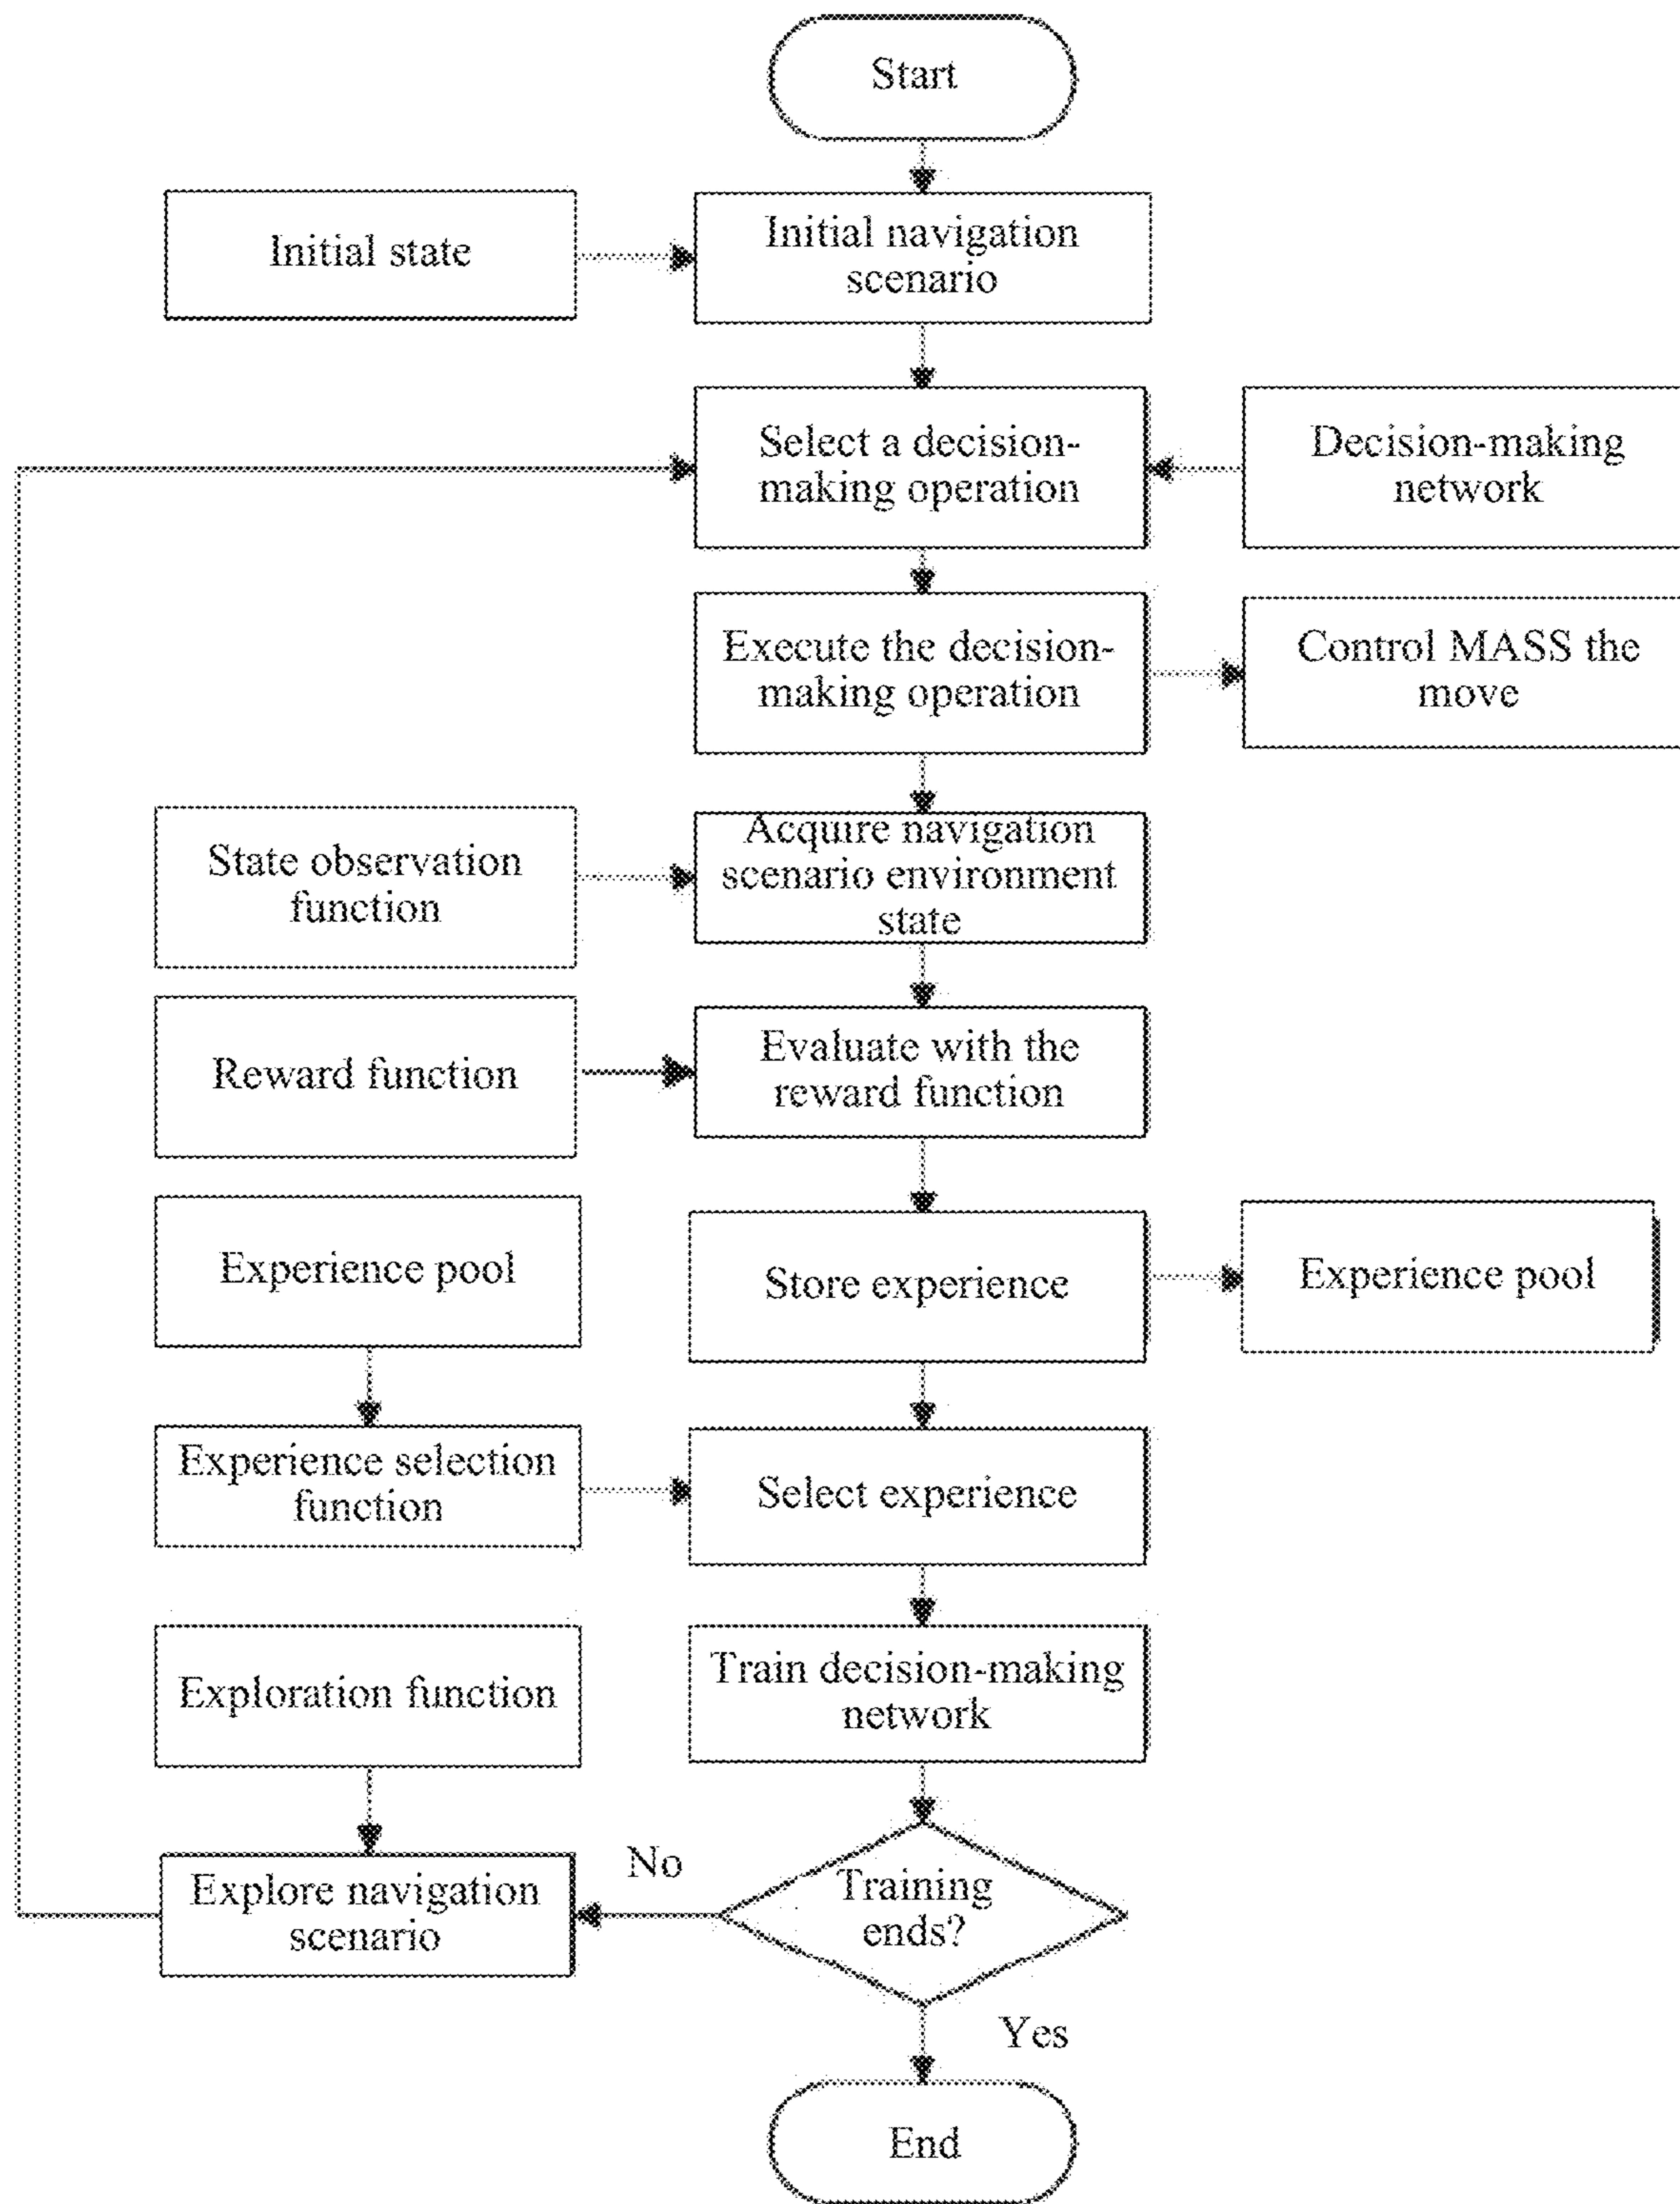 Start
Initial state
Initial navigation
scenario
Select a decision-
making operation
Decision-making
network
Execute the decision-
making operation
Control MASS the
move
State observation
function
Acquire navigation
scenario environment
state
Reward function
Evaluate with the
reward function
Experience pool
Store experience
Experience pool
Experience selection
function
Select experience
Exploration function
Train decision-making
network
Explore navigation
scenario
No
Training
ends?
Yes
End